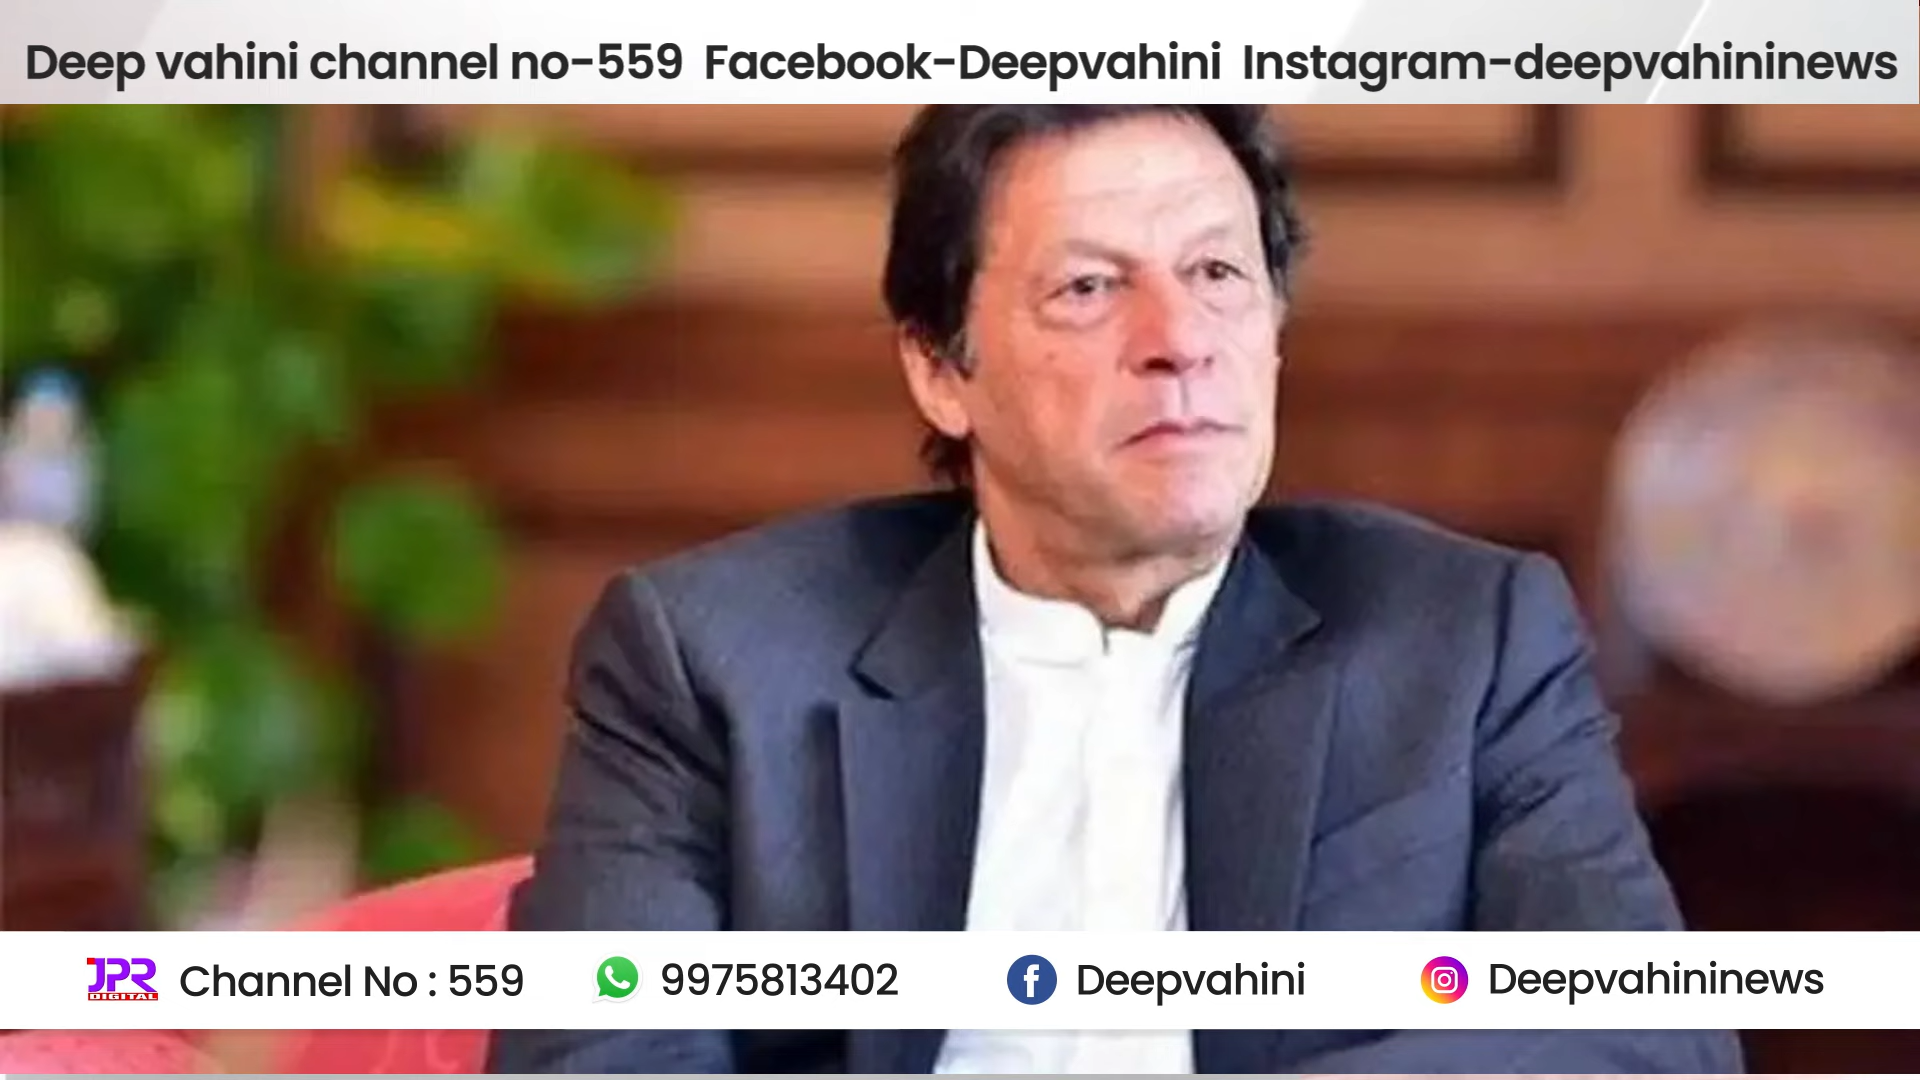 Deep vahini channel no-559 Facebook-Deepvahini Instagram-deepvahininews
JPR DIGITAL Channel No : 559 9975813402 Deepvahini Deepvahininews